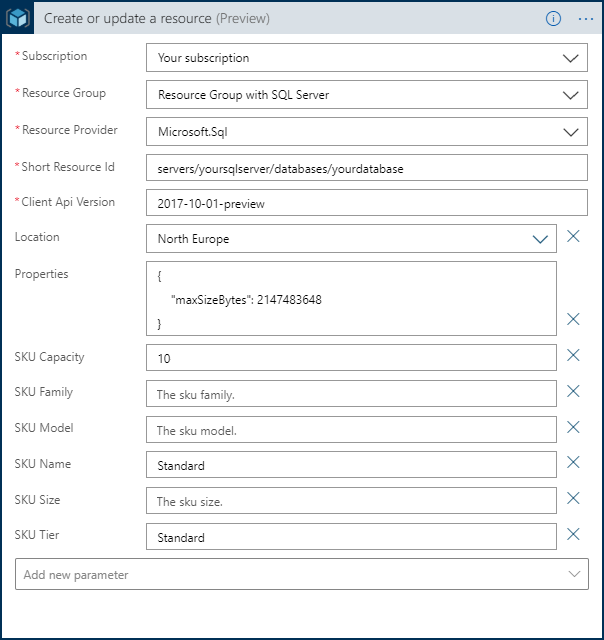 Create or update a resource (Preview)
*Subscription Your subscription
*Resource Group Resource Group with SQL Server
*Resource Provider Microsoft.Sql
*Short Resource Id servers/yoursqlserver/databases/yourdatabase
*Client Api Version 2017-10-01-preview
Location North Europe
Properties {
"maxSizeBytes": 2147483648
}
SKU Capacity 10
SKU Family The sku family.
SKU Model The sku model.
SKU Name Standard
SKU Size The sku size.
SKU Tier Standard
Add new parameter